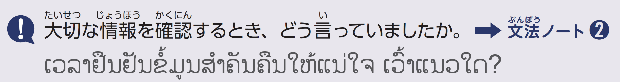 ! 大切な情報を確認するとき、どう言っていましたか。 ➡ 文法ノート❷
ເວລາຢືນຢັນຂໍ້ມູນສຳຄັນຄືນໃຫ້ແນ່ໃຈ ເວົ້າແນວໃດ?